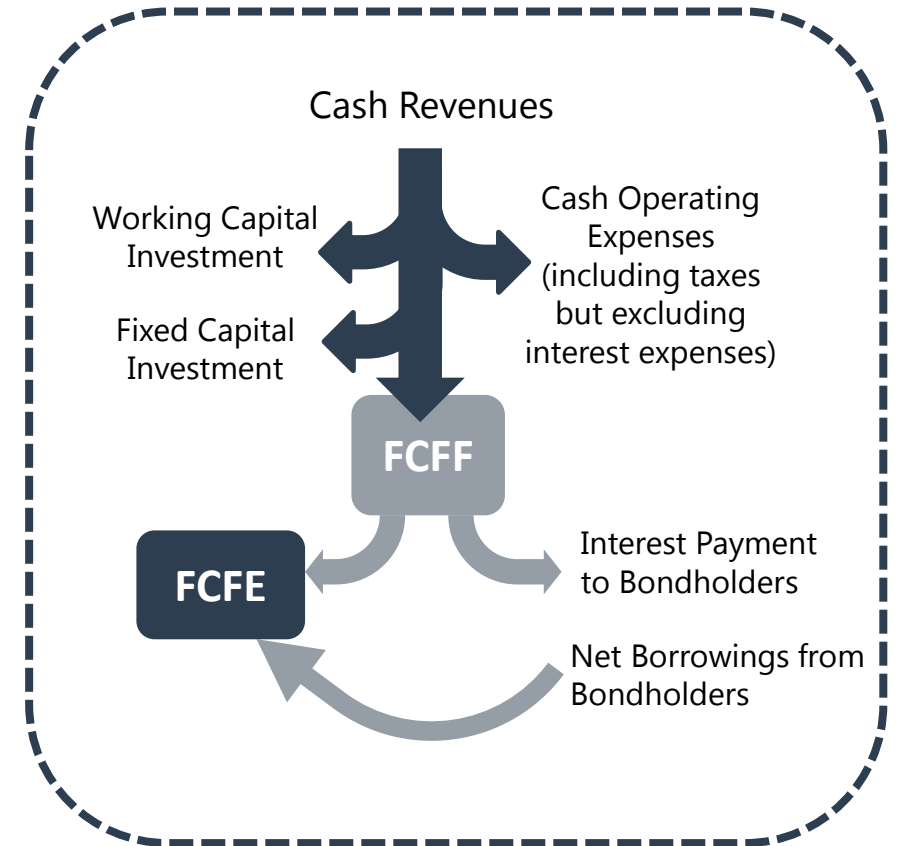 Cash Revenues
Working Capital
Investment
Cash Operating
Expenses
(including taxes
but excluding
interest expenses)
Fixed Capital
Investment
FCFF
FCFE
Interest Payment
to Bondholders
Net Borrowings from
Bondholders